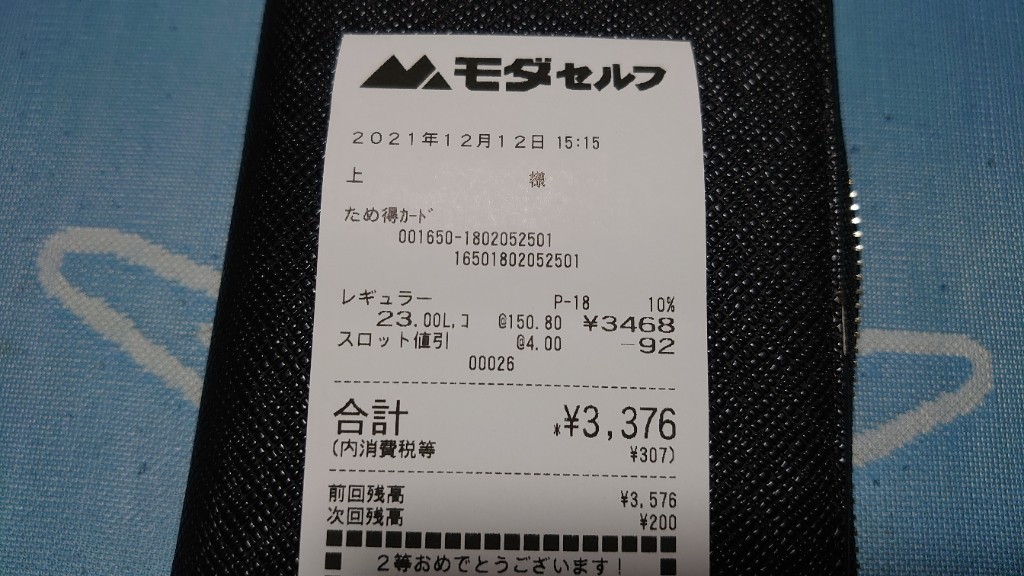 モダセルフ
2021年12月12日 15:15
上 様
ため得ｶｰﾄﾞ
001650-1802052501
16501802052501
レギュラー P-18 10%
23.00L,ｺ @150.80 ¥3468
スロット値引 @4.00 -92
00026
合計 *¥3,376
(内消費税等 ¥307)
前回残高 ¥3,576
次回残高 ¥200
2等おめでとうございます!